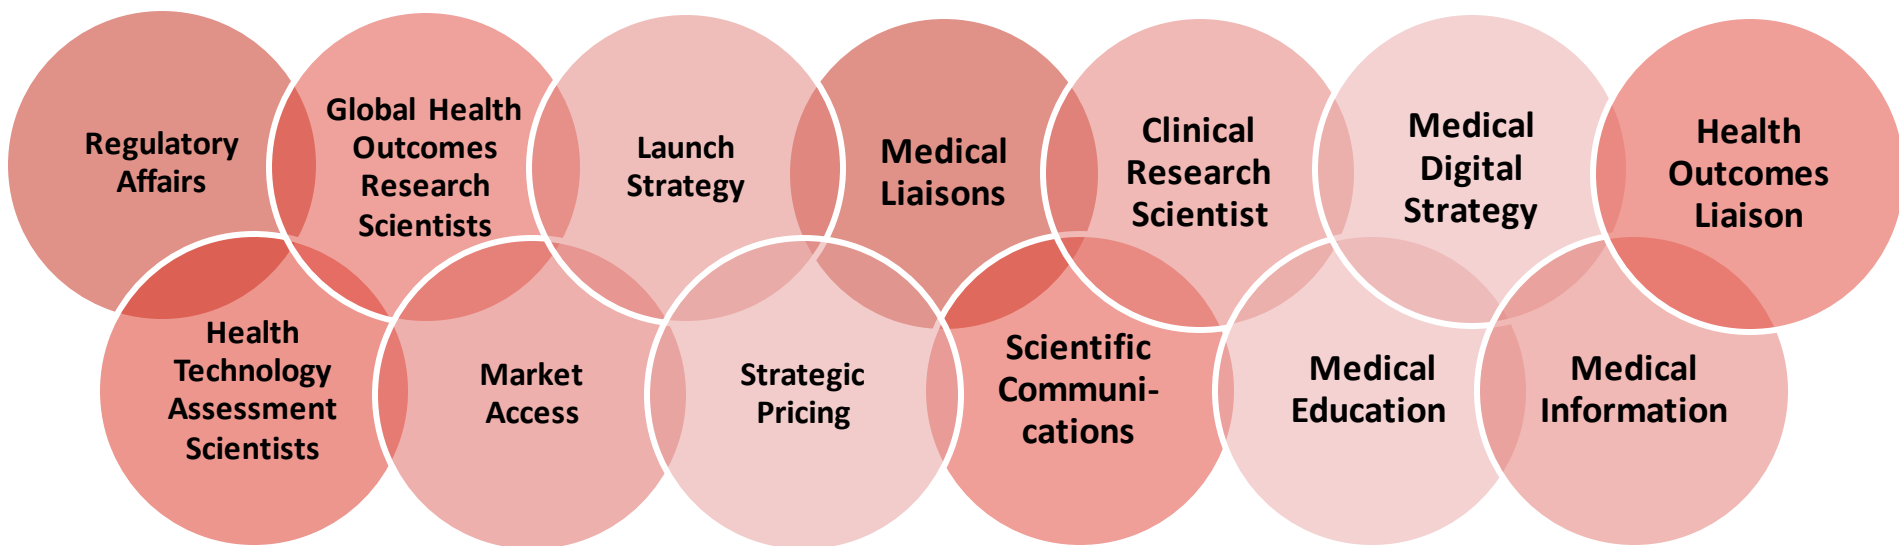 Regulatory
Affairs
Global Health
Outcomes
Research
Scientists
Launch
Strategy
Medical
Liaisons
Clinical
Research
Scientist
Medical
Digital
Strategy
Health
Outcomes
Liaison
Health
Technology
Assessment
Scientists
Market
Access
Strategic
Pricing
Scientific
Communi-
cations
Medical
Education
Medical
Information